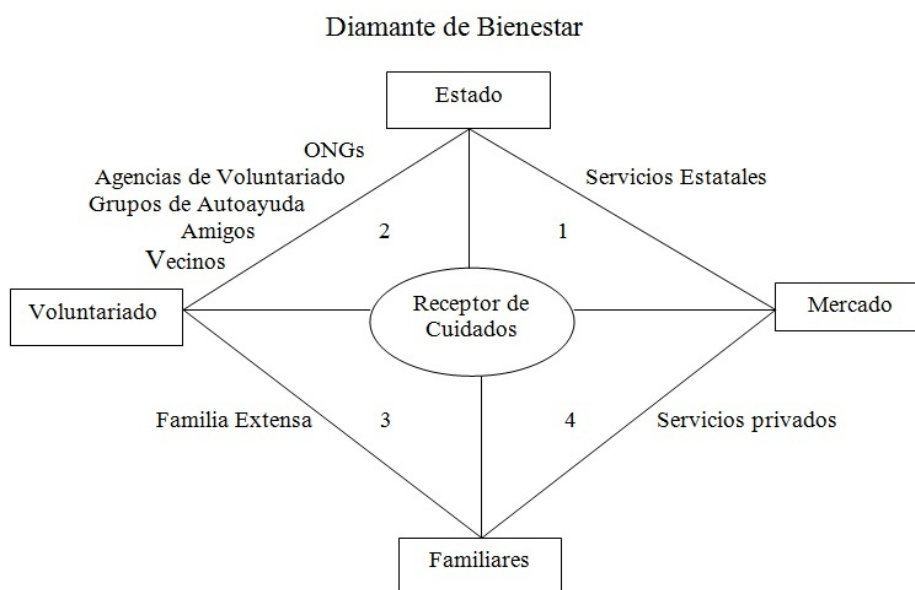 Diamante de Bienestar
Estado
ONGs
Agencias de Voluntariado
Servicios Estatales
Grupos de Autoayuda
Amigos
2
1
Vecinos
Voluntariado
Receptor de
Cuidados
Mercado
Familia Extensa
3
4
Servicios privados
Familiares